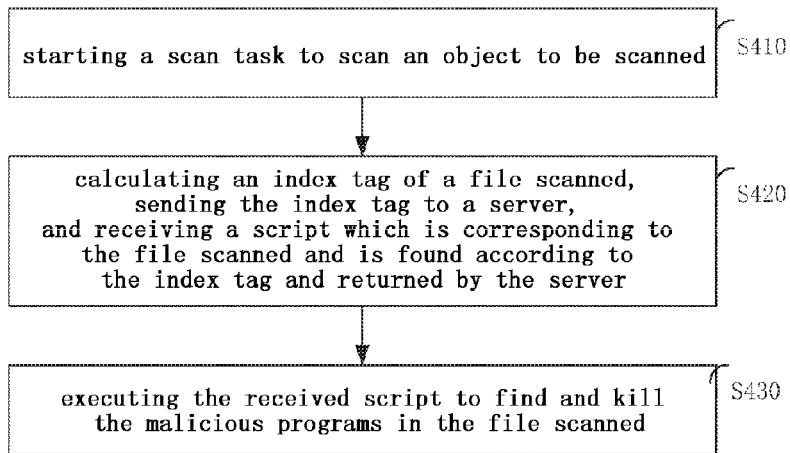 starting a scan task to scan an object to be scanned
S410
calculating an index tag of a file scanned,
sending the index tag to a server,
and receiving a script which is corresponding to
the file scanned and is found according to
the index tag and returned by the server
S420
executing the received script to find and kill
the malicious programs in the file scanned
S430